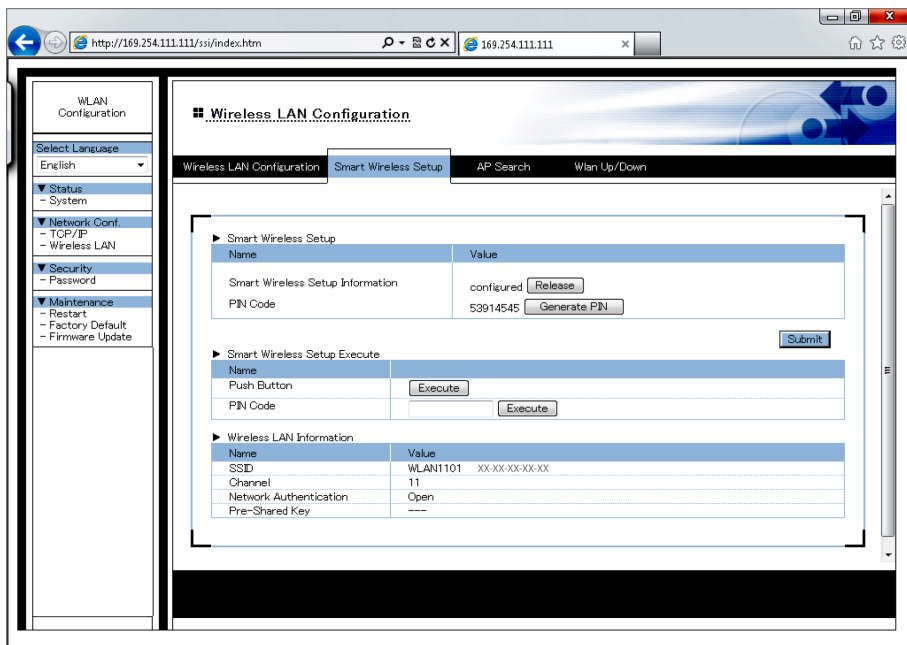 http://169.254.111.111/ssi/index.htm
169.254.111.111
WLAN
Configuration
Select Language
English
▼ Status
- System
▼ Network Conf.
- TCP/IP
- Wireless LAN
▼ Security
- Password
▼ Maintenance
- Restart
- Factory Default
- Firmware Update
Wireless LAN Configuration
Wireless LAN Configuration Smart Wireless Setup AP Search Wlan Up/Down
▶ Smart Wireless Setup
Name Value
Smart Wireless Setup Information configured Release
PIN Code 53914545 Generate PIN
Submit
▶ Smart Wireless Setup Execute
Name
Push Button Execute
PIN Code Execute
▶ Wireless LAN Information
Name Value
SSID WLAN1101 XX-XX-XX-XX-XX
Channel 11
Network Authentication Open
Pre-Shared Key ---